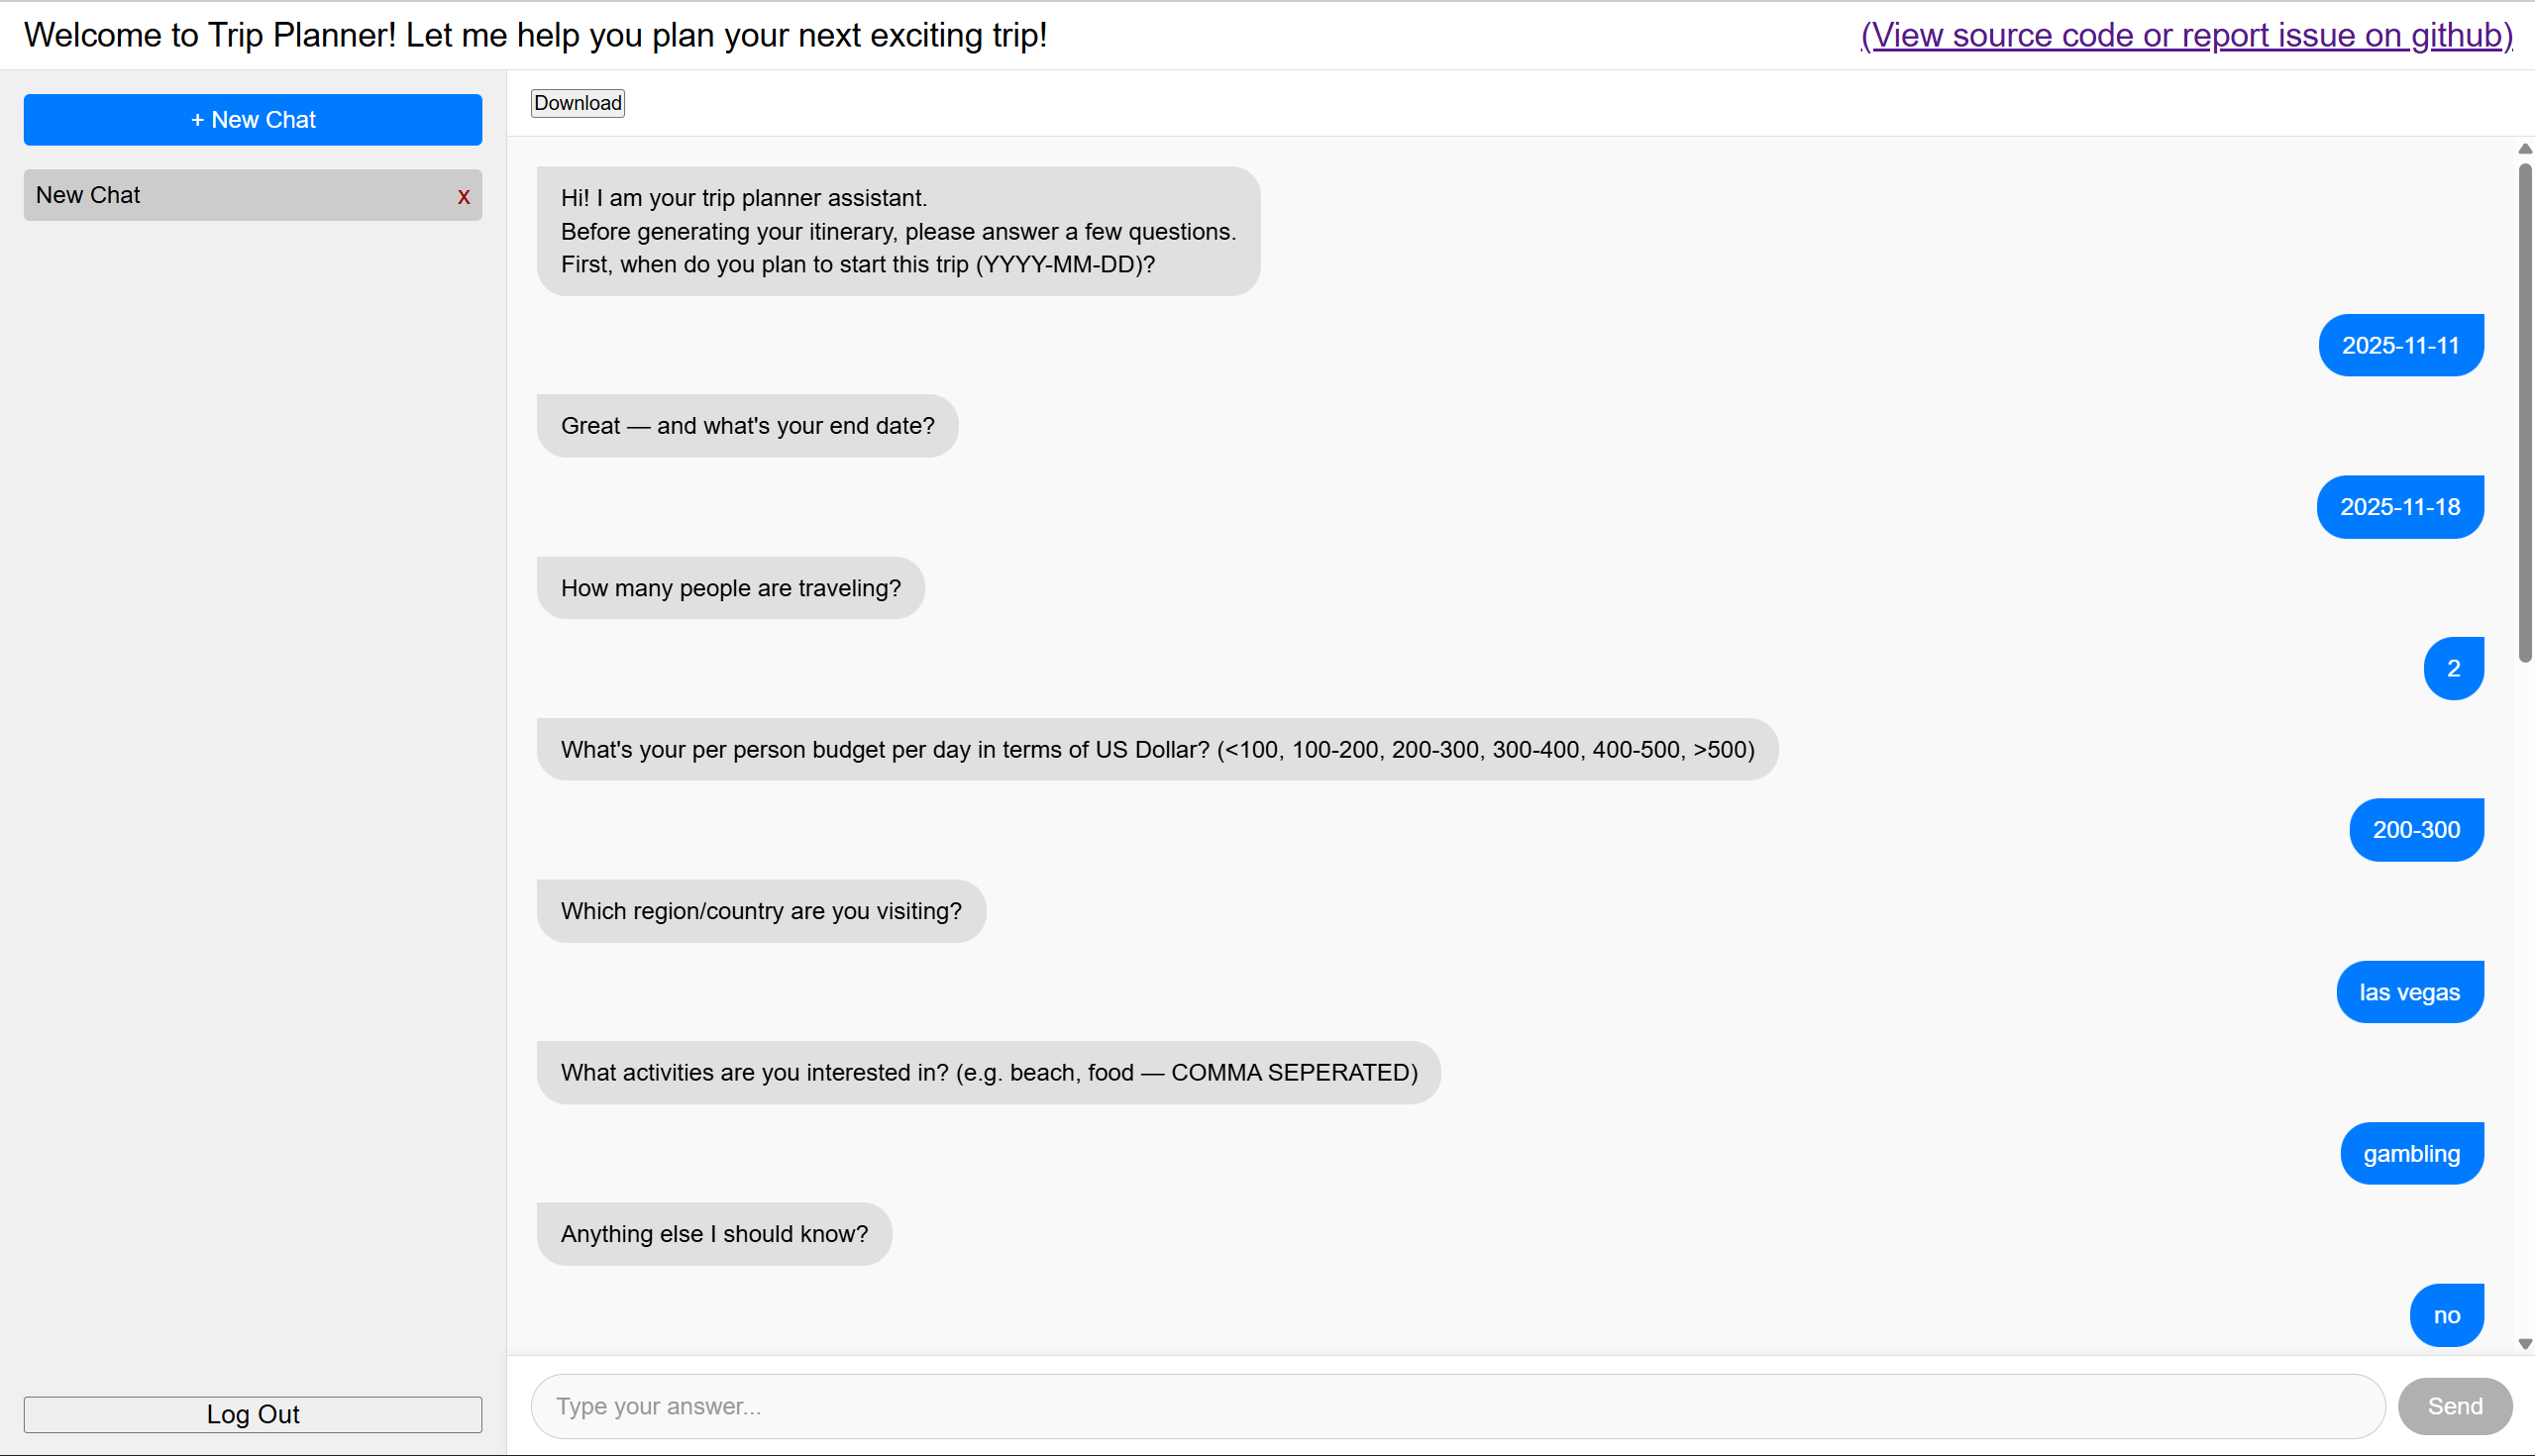 Welcome to Trip Planner! Let me help you plan your next exciting trip!
(View source code or report issue on github)
+ New Chat
New Chat
x
Log Out
Download
Hi! I am your trip planner assistant.
Before generating your itinerary, please answer a few questions.
First, when do you plan to start this trip (YYYY-MM-DD)?
2025-11-11
Great — and what's your end date?
2025-11-18
How many people are traveling?
2
What's your per person budget per day in terms of US Dollar? (<100, 100-200, 200-300, 300-400, 400-500, >500)
200-300
Which region/country are you visiting?
las vegas
What activities are you interested in? (e.g. beach, food — COMMA SEPERATED)
gambling
Anything else I should know?
no
Type your answer...
Send